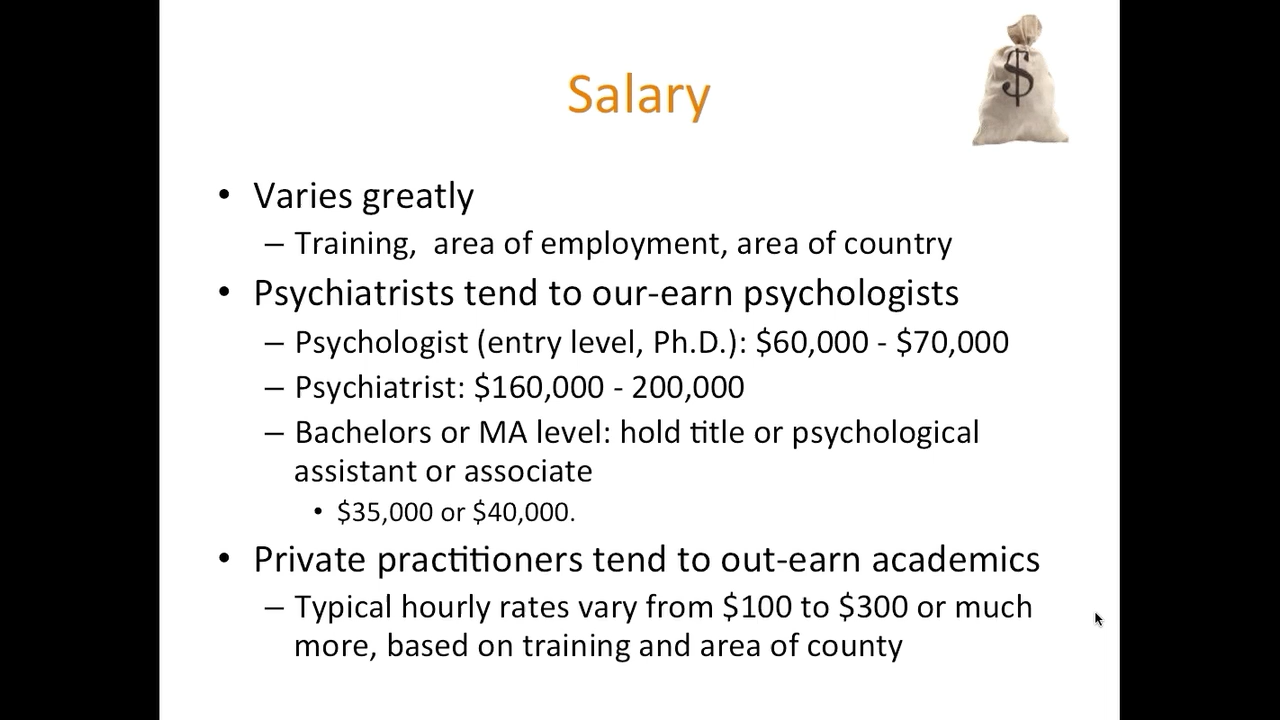 $
Salary
• Varies greatly
– Training,  area of employment, area of country
• Psychiatrists tend to our-earn psychologists
– Psychologist (entry level, Ph.D.): $60,000 - $70,000
– Psychiatrist: $160,000 - 200,000
– Bachelors or MA level: hold title or psychological
assistant or associate
• $35,000 or $40,000.
• Private practitioners tend to out-earn academics
– Typical hourly rates vary from $100 to $300 or much
more, based on training and area of county